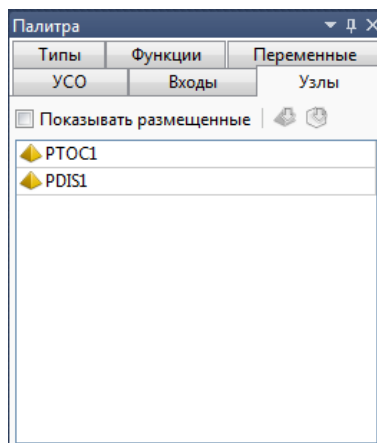 Палитра
Типы Функции Переменные
УСО Входы Узлы
Показывать размещенные
PTOC1
PDIS1